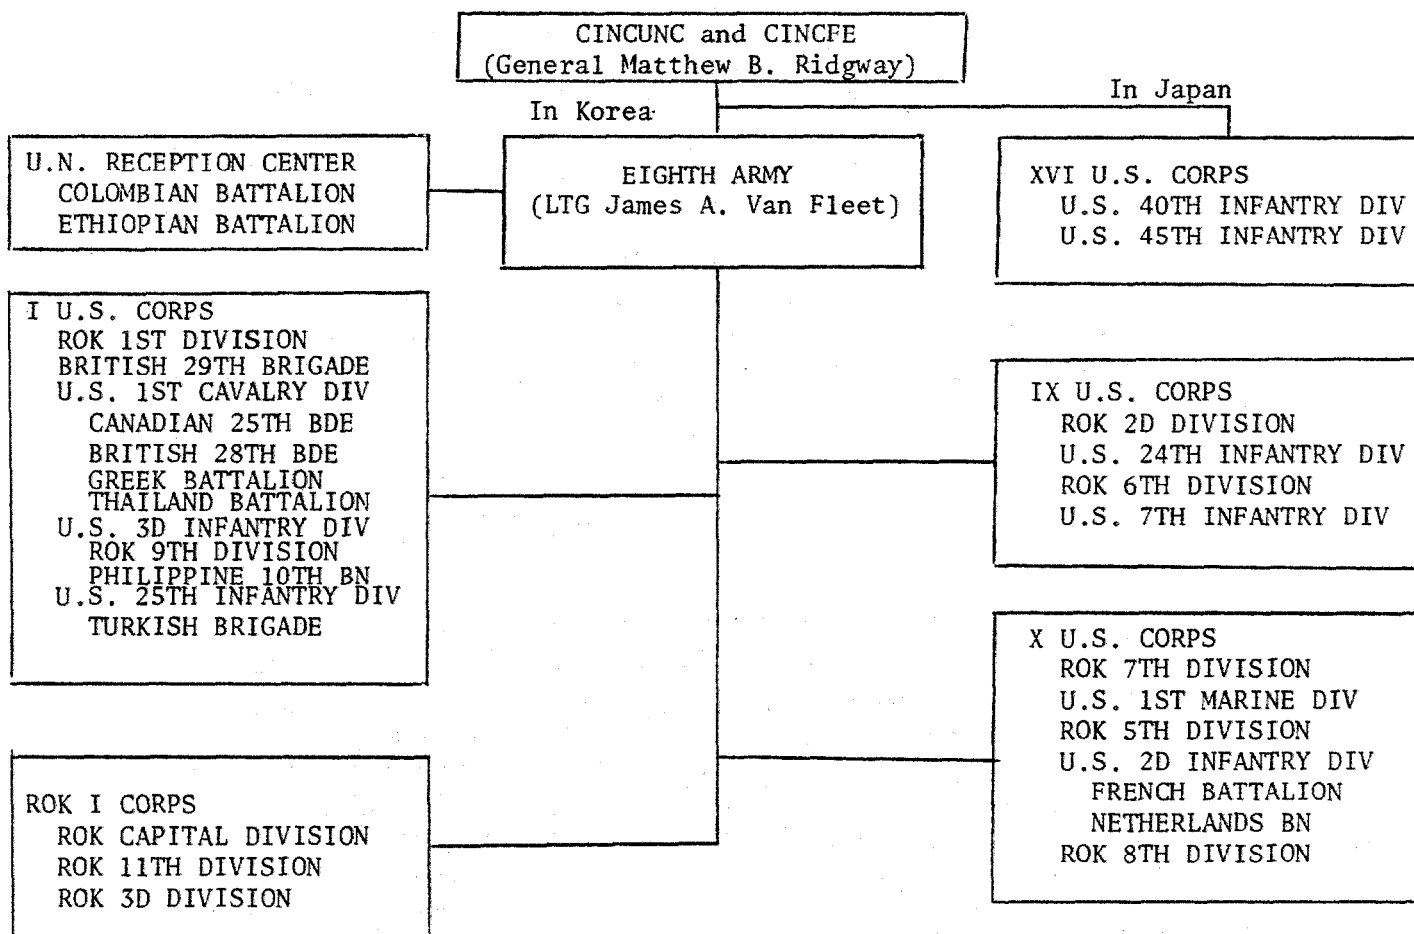 CINCUNC and CINCFE
(General Matthew B. Ridgway)
In Korea
In Japan
U.N. RECEPTION CENTER
COLOMBIAN BATTALION
ETHIOPIAN BATTALION
EIGHTH ARMY
(LTG James A. Van Fleet)
XVI U.S. CORPS
U.S. 40TH INFANTRY DIV
U.S. 45TH INFANTRY DIV
I U.S. CORPS
ROK 1ST DIVISION
BRITISH 29TH BRIGADE
U.S. 1ST CAVALRY DIV
CANADIAN 25TH BDE
BRITISH 28TH BDE
GREEK BATTALION
THAILAND BATTALION
U.S. 3D INFANTRY DIV
ROK 9TH DIVISION
PHILIPPINE 10TH BN
U.S. 25TH INFANTRY DIV
TURKISH BRIGADE
IX U.S. CORPS
ROK 2D DIVISION
U.S. 24TH INFANTRY DIV
ROK 6TH DIVISION
U.S. 7TH INFANTRY DIV
X U.S. CORPS
ROK 7TH DIVISION
U.S. 1ST MARINE DIV
ROK 5TH DIVISION
U.S. 2D INFANTRY DIV
FRENCH BATTALION
NETHERLANDS BN
ROK 8TH DIVISION
ROK I CORPS
ROK CAPITAL DIVISION
ROK 11TH DIVISION
ROK 3D DIVISION